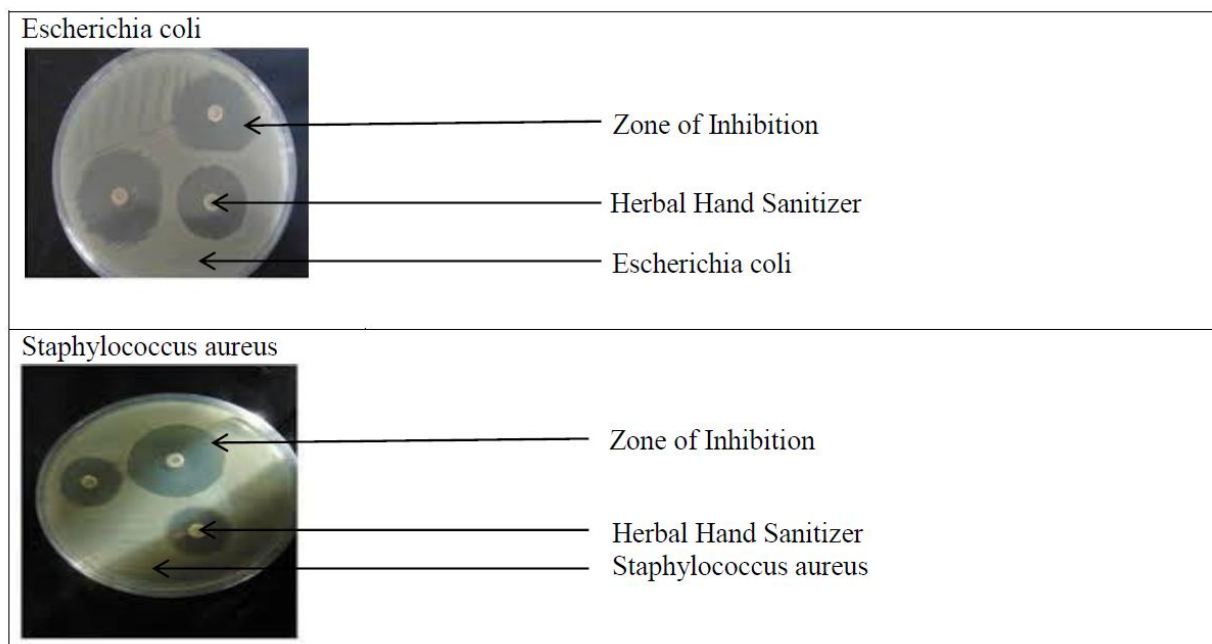 Escherichia coli
Zone of Inhibition
Herbal Hand Sanitizer
Escherichia coli
Staphylococcus aureus
Zone of Inhibition
Herbal Hand Sanitizer
Staphylococcus aureus